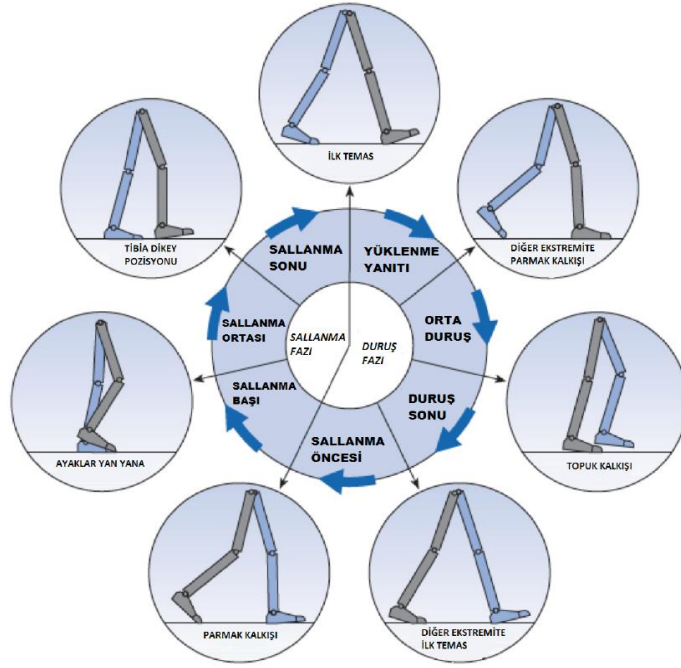 İLK TEMAS
TİBİA DİKEY
POZİSYONU
DİĞER EKSTREMİTE
PARMAK KALKIŞI
SALLANMA
SONU
YÜKLENME
YANITI
SALLANMA
ORTASI
SALLANMA
FAZI
DURUŞ
FAZI
ORTA
DURUŞ
SALLANMA
BAŞI
DURUŞ
SONU
SALLANMA
ÖNCESİ
AYAKLAR YAN YANA
TOPUK KALKIŞI
PARMAK KALKIŞI
DİĞER EKSTREMİTE
İLK TEMAS